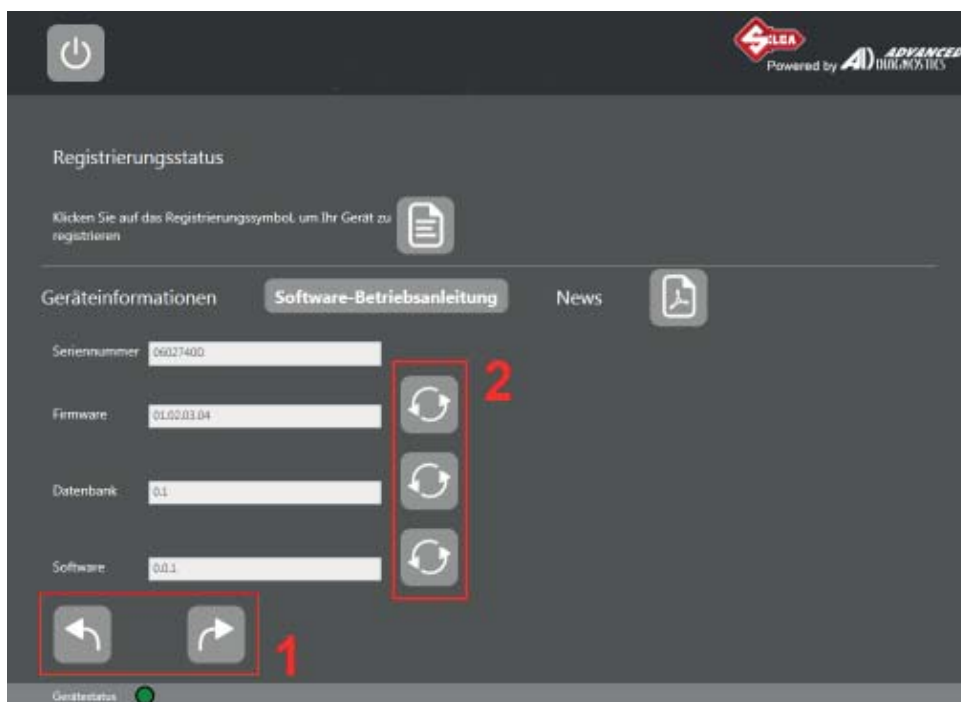 SILCA
Powered by AD ADVANCED
DIAGNOSTICS
Registrierungsstatus
Klicken Sie auf das Registrierungssymbol, um Ihr Gerät zu
registrieren
Geräteinformationen Software-Betriebsanleitung News
Seriennummer 0602740D
2
Firmware 01.02.03.04
Datenbank 0.1
Software 0.0.1
1
Gerätestatus